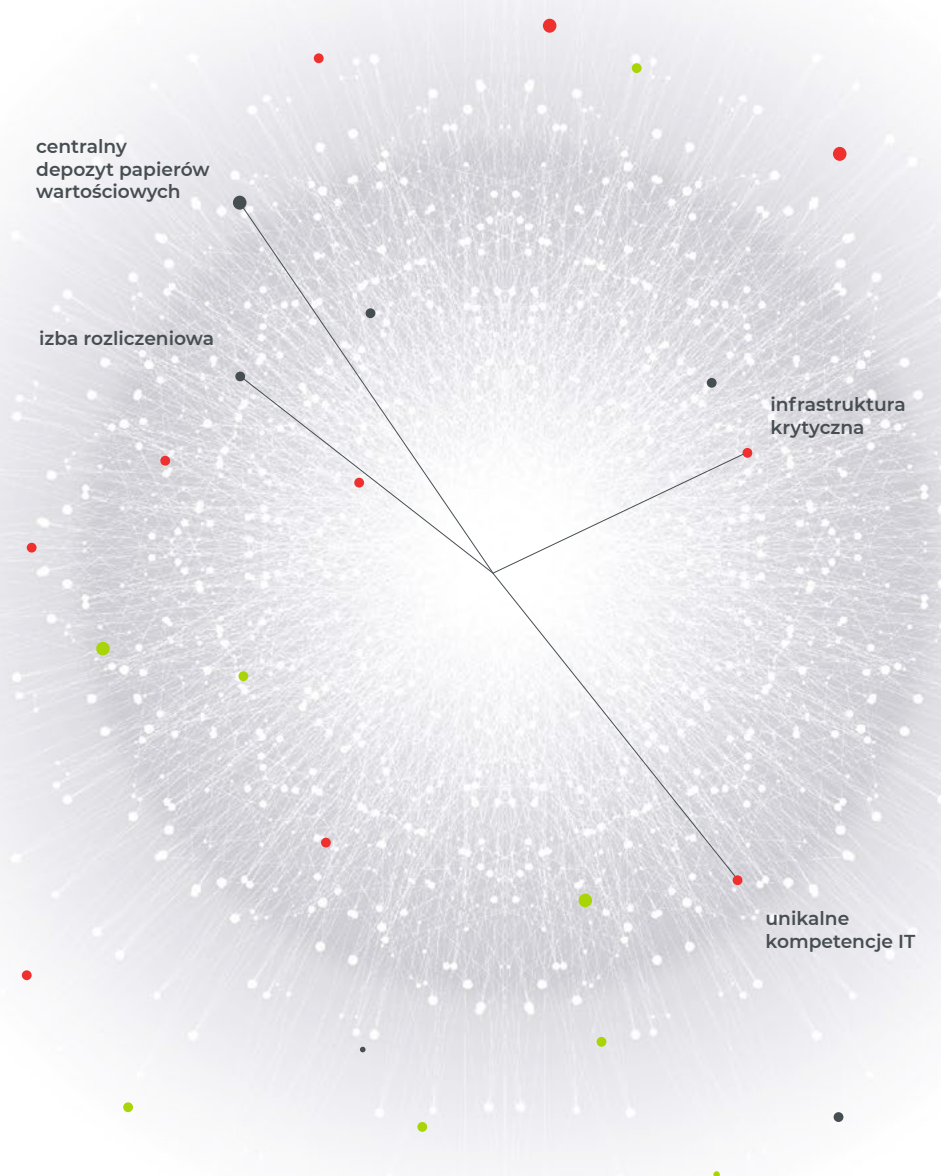 centralny
depozyt papierów
wartościowych
izba rozliczeniowa
infrastruktura
krytyczna
unikalne
kompetencje IT